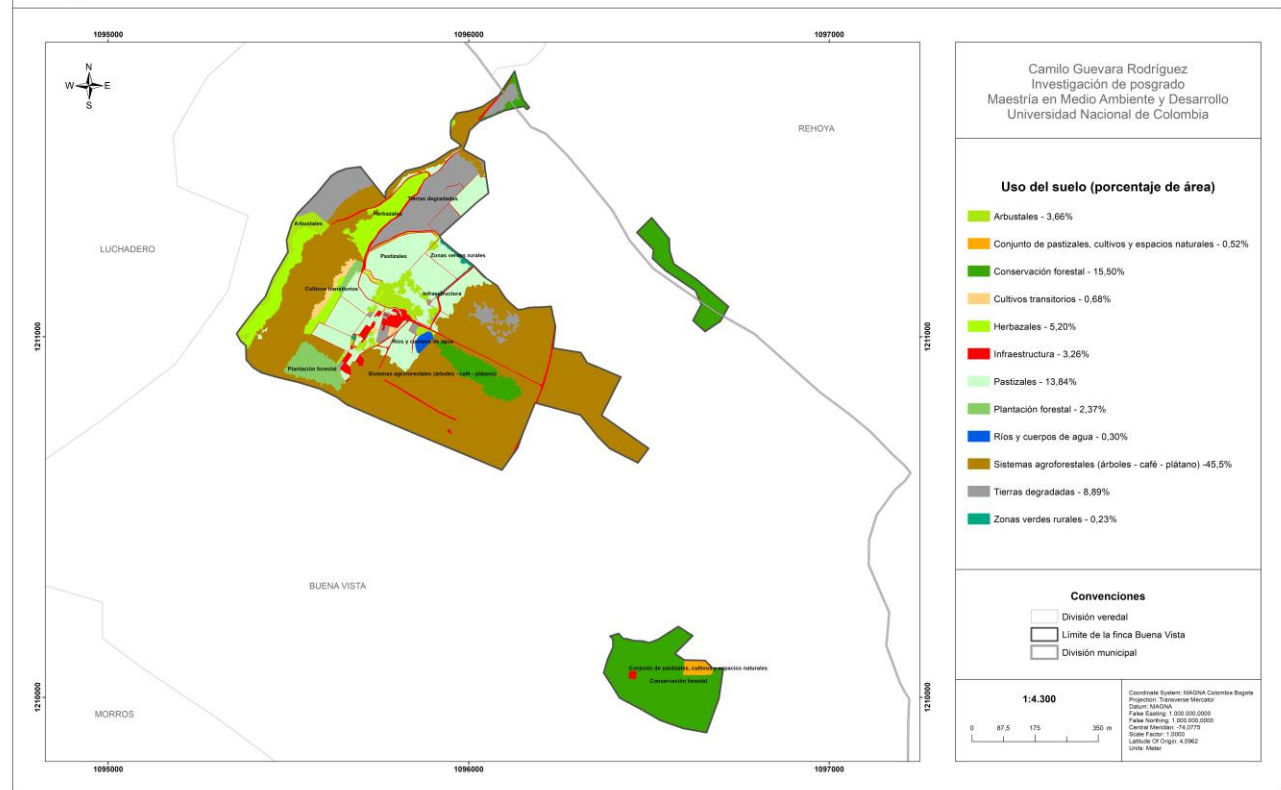 1095000
1096000
1097000
N
W
E
S
REHOYA
LUCHADERO
BUENA VISTA
MORROS
1211000
1210000
1211000
1210000
Tierras degradadas
Herbazales
Arbustales
Pastizales
Zonas verdes rurales
Cultivos transitorios
Infraestructura
Ríos y cuerpos de agua
Plantación forestal
Sistemas agroforestales (árboles - café - plátano)
Conjunto de pastizales, cultivos y espacios naturales
Conservación forestal
1095000
1096000
1097000
Camilo Guevara Rodríguez
Investigación de posgrado
Maestría en Medio Ambiente y Desarrollo
Universidad Nacional de Colombia
Uso del suelo (porcentaje de área)
Arbustales - 3,66%
Conjunto de pastizales, cultivos y espacios naturales - 0,52%
Conservación forestal - 15,50%
Cultivos transitorios - 0,68%
Herbazales - 5,20%
Infraestructura - 3,26%
Pastizales - 13,84%
Plantación forestal - 2,37%
Ríos y cuerpos de agua - 0,30%
Sistemas agroforestales (árboles - café - plátano) -45,5%
Tierras degradadas - 8,89%
Zonas verdes rurales - 0,23%
Convenciones
División veredal
Límite de la finca Buena Vista
División municipal
1:4.300
0 87,5 175 350 m
Coordinate System: MAGNA Colombia Bogota
Projection: Transverse Mercator
Datum: MAGNA
False Easting: 1.000.000,0000
False Northing: 1.000.000,0000
Central Meridian: -74,0775
Scale Factor: 1,0000
Latitude Of Origin: 4,5962
Units: Meter